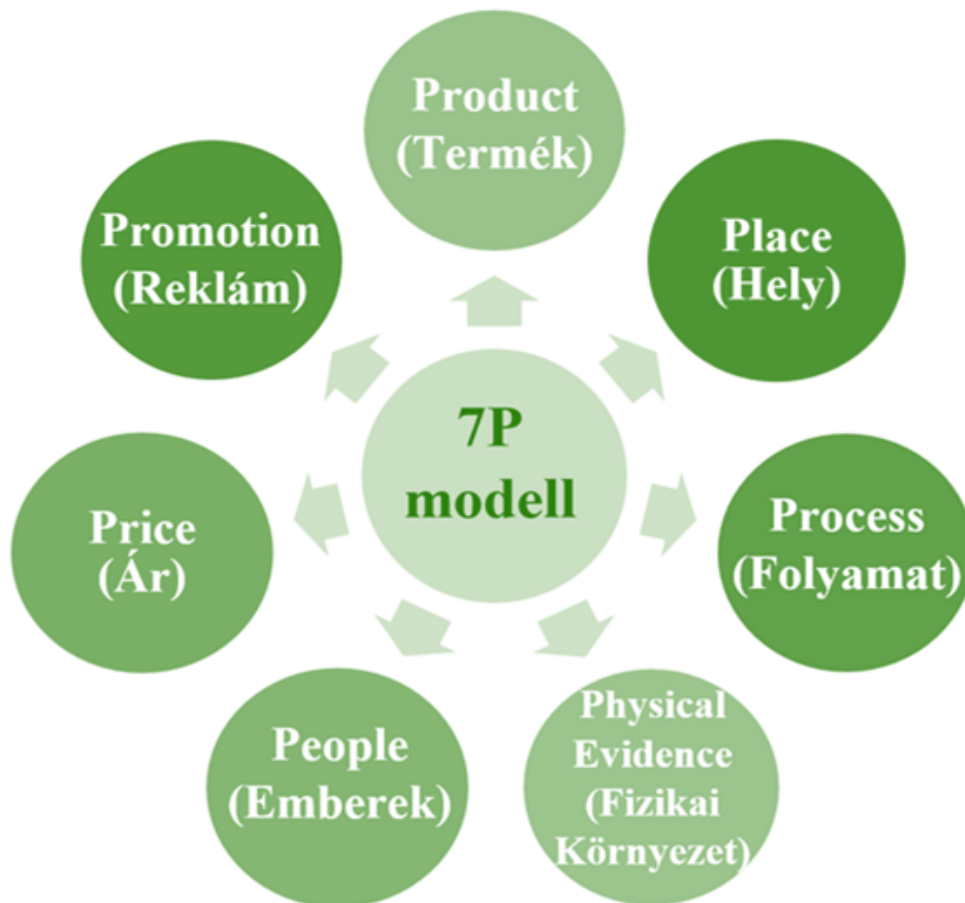 Product
(Termék)
Promotion
(Reklám)
Place
(Hely)
7P
modell
Price
(Ár)
Process
(Folyamat)
People
(Emberek)
Physical
Evidence
(Fizikai
Környezet)